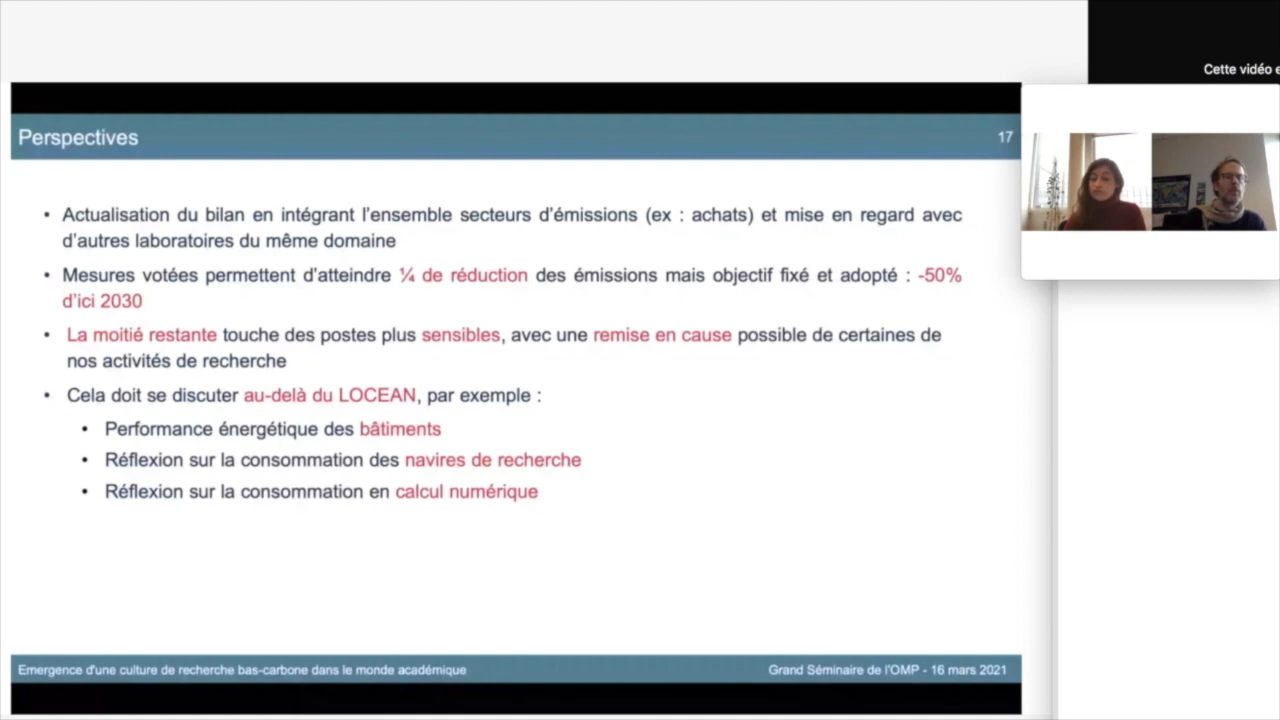 Cette vidéo e
Perspectives
17
• Actualisation du bilan en intégrant l'ensemble secteurs d'émissions (ex : achats) et mise en regard avec
d'autres laboratoires du même domaine
• Mesures votées permettent d'atteindre ¼ de réduction des émissions mais objectif fixé et adopté : -50%
d'ici 2030
• La moitié restante touche des postes plus sensibles, avec une remise en cause possible de certaines de
nos activités de recherche
• Cela doit se discuter au-delà du LOCEAN, par exemple :
• Performance énergétique des bâtiments
• Réflexion sur la consommation des navires de recherche
• Réflexion sur la consommation en calcul numérique
Emergence d'une culture de recherche bas-carbone dans le monde académique
Grand Séminaire de l'OMP - 16 mars 2021